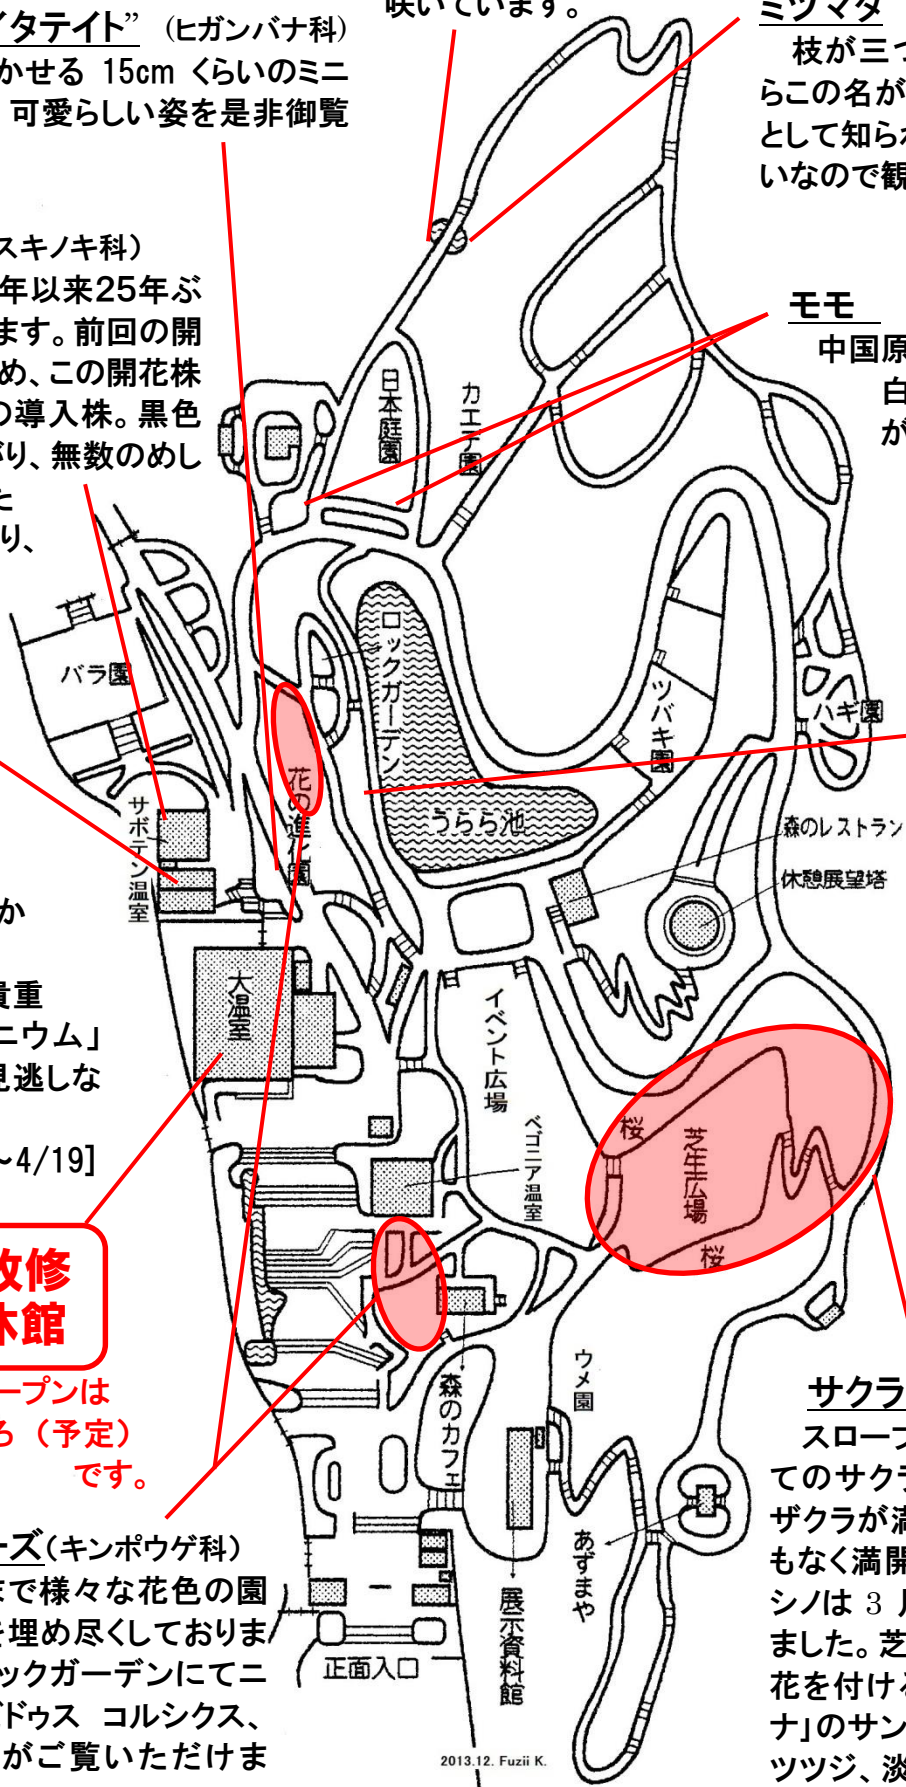 イタテイト” (ヒガンバナ科)
かせる 15cm くらいのミニ
可愛らしい姿を是非御覧
咲いています。
ミツマタ
枝が三つ
らこの名が
として知られ
いなので観
スキノキ科)
年以来25年ぶ
ます。前回の開
め、この開花株
の導入株。黒色
がり、無数のめし
た
り、
モモ
中国原
白
が
日本庭園
カエデ園
ロックガーデン
バラ園
ツバキ園
ハギ園
花の進化園
うらら池
サボテン温室
森のレストラン
休憩展望塔
か
貴重
ニウム」
見逃しな
~4/19]
大温室
イベント広場
ベゴニア温室
桜
芝生広場
桜
改修
休館
ープンは
ろ (予定)
です。
ウメ園
森のカフェ
あずまや
展示資料館
正面入口
サクラ
スロープ
てのサクラ
ザクラが満
もなく満開
シノは 3 月
ました。芝
花を付ける
ナ」のサン
ツツジ、淡
ーズ(キンポウゲ科)
まで様々な花色の園
を埋め尽くしておりま
ックガーデンにてニ
ドゥス コルシクス、
がご覧いただけま
2013.12. Fuzii K.